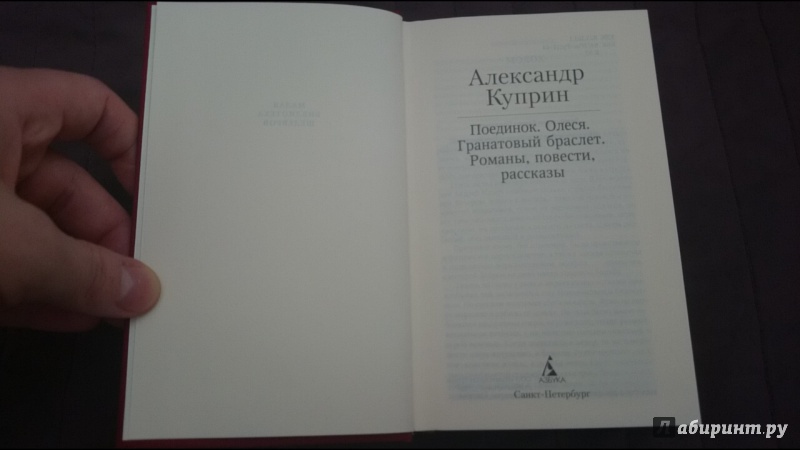 Александр
Куприн
Поединок. Олеся.
Гранатовый браслет.
Романы, повести,
рассказы
АЗБУКА
Санкт-Петербург
Лабиринт.ру